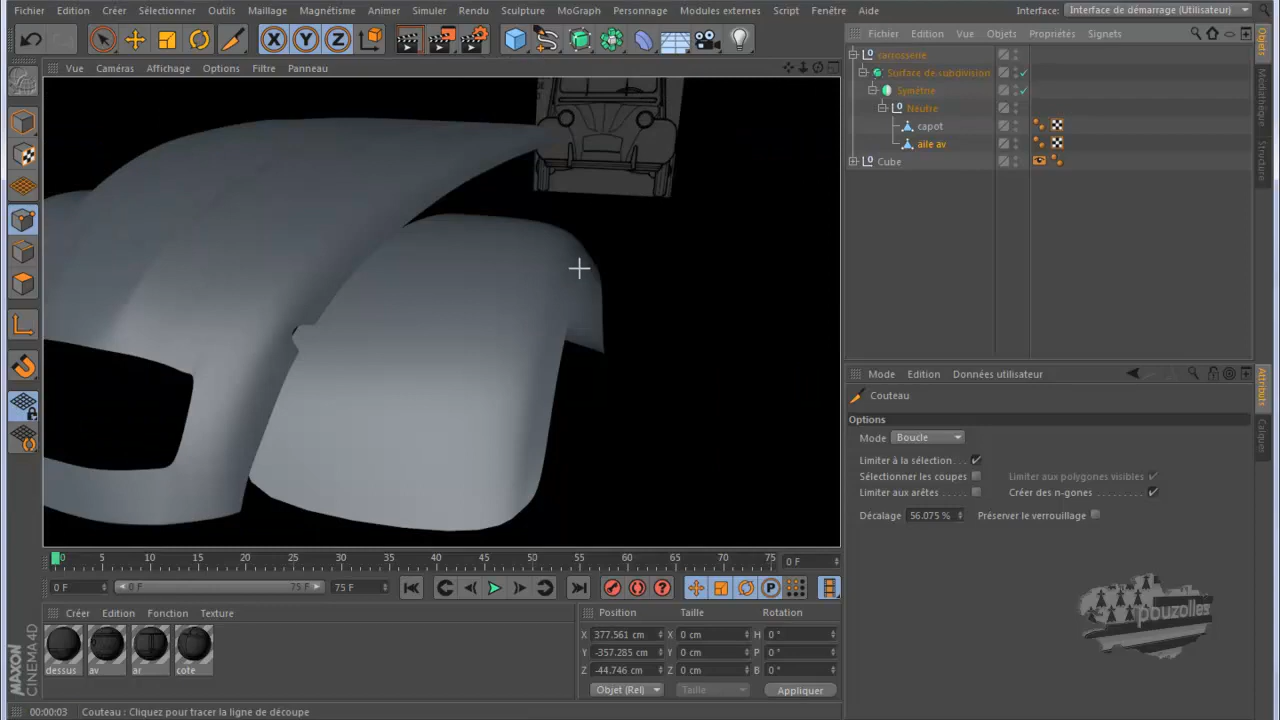 Fichier Edition Créer Sélectionner Outils Maillage Magnétisme Animer Simuler Rendu Sculpture MoGraph Personnage Modules externes Script Fenêtre Aide Interface: Interface de démarrage (Utilisateur)
X Y Z
Vue Caméras Affichage Options Filtre Panneau
Fichier Edition Vue Objets Propriétés Signets
carrosserie
Surface de subdivision
Symétrie
Neutre
capot
aile av
Cube
Objets
Médiathèque
Structure
Mode Edition Données utilisateur
Couteau
Options
Mode Boucle
Limiter à la sélection
Sélectionner les coupes Limiter aux polygones visibles
Limiter aux arêtes Créer des n-gones
Décalage 56.075 % Préserver le verrouillage
Attributs
Calques
0 5 10 15 20 25 30 35 40 45 50 55 60 65 70 75 0 F
0 F 0 F 75 F 75 F
Créer Edition Fonction Texture
dessus av ar cote
Position Taille Rotation
X 377.561 cm X 0 cm H 0 °
Y -357.285 cm Y 0 cm P 0 °
Z -44.746 cm Z 0 cm B 0 °
Objet (Rel) Taille Appliquer
pouzolles
MAXON CINEMA 4D
00:00:03 Couteau : Cliquez pour tracer la ligne de découpe